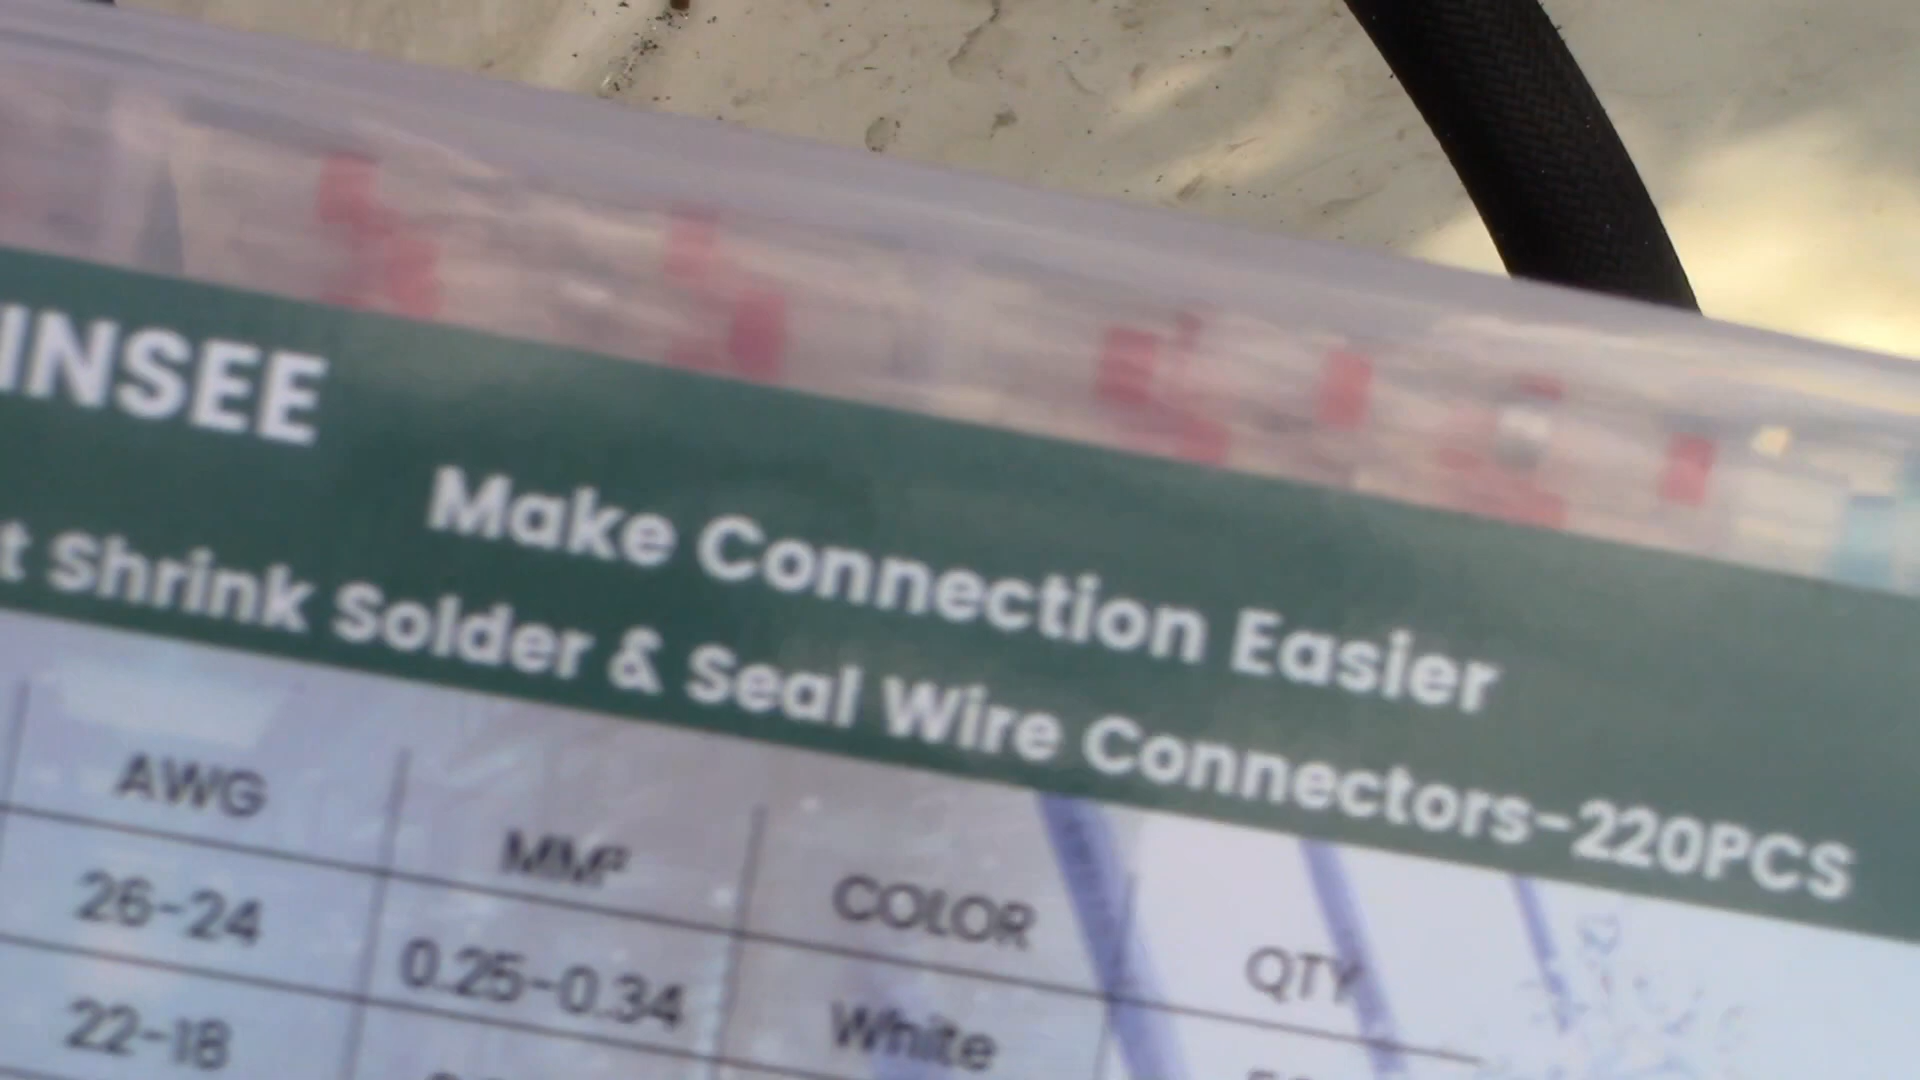 INSEE
Make Connection Easier
t Shrink Solder & Seal Wire Connectors-220PCS
AWG MM² COLOR QTY
26-24 0.25-0.34 White
22-18